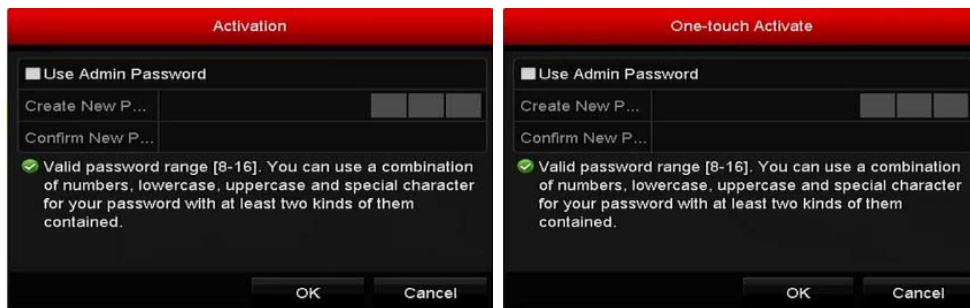 Activation
Use Admin Password
Create New P...
Confirm New P...
Valid password range [8-16]. You can use a combination
of numbers, lowercase, uppercase and special character
for your password with at least two kinds of them
contained.
OK
Cancel
One-touch Activate
Use Admin Password
Create New P...
Confirm New P...
Valid password range [8-16]. You can use a combination
of numbers, lowercase, uppercase and special character
for your password with at least two kinds of them
contained.
OK
Cancel